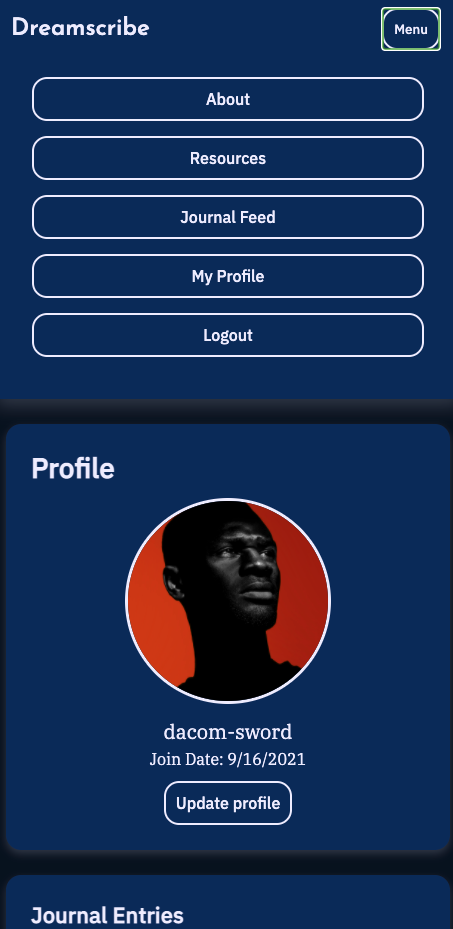 Dreamscribe
Menu
About
Resources
Journal Feed
My Profile
Logout
Profile
dacom-sword
Join Date: 9/16/2021
Update profile
Journal Entries